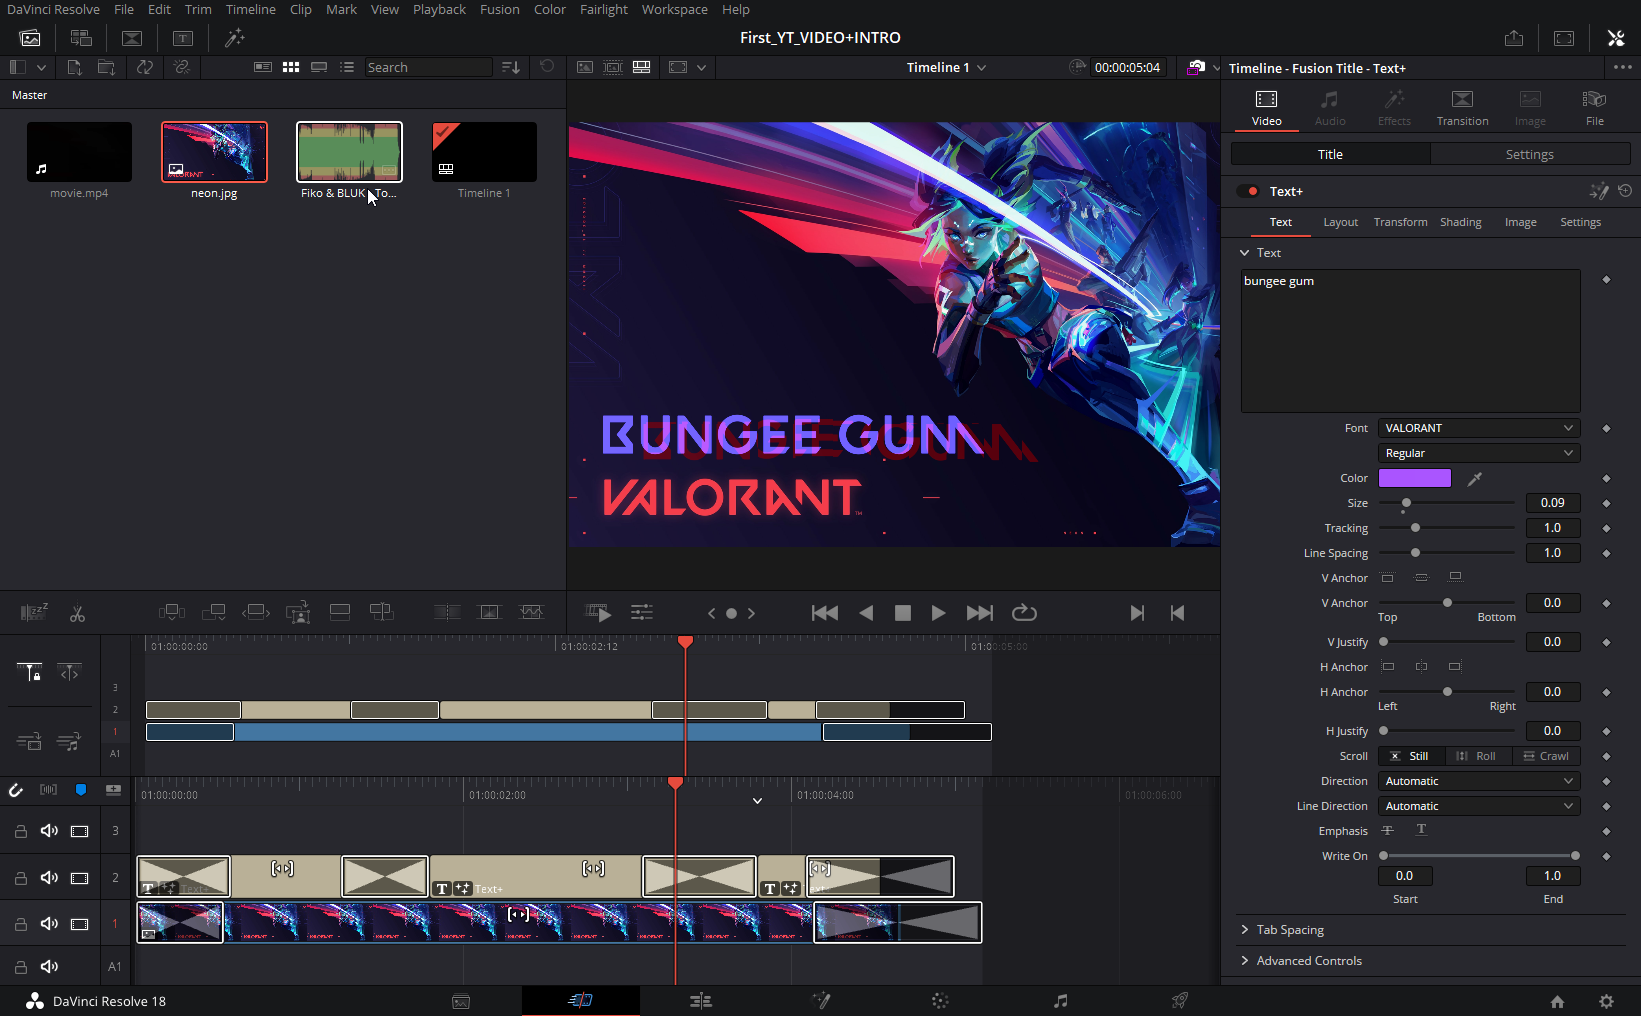 DaVinci Resolve File Edit Trim Timeline Clip Mark View Playback Fusion Color Fairlight Workspace Help
First_YT_VIDEO+INTRO
Search
Timeline 1
00:00:05:04
Timeline - Fusion Title - Text+
Master
Video Audio Effects Transition Image File
Title Settings
movie.mp4
neon.jpg
Fiko & BLUK
To...
Timeline 1
Text+
Text Layout Transform Shading Image Settings
Text
bungee gum
BUNGEE GUM
VALORANT
Font VALORANT
Regular
Color
Size 0.09
Tracking 1.0
Line Spacing 1.0
V Anchor
V Anchor 0.0
Top Bottom
V Justify 0.0
H Anchor
H Anchor 0.0
Left Right
H Justify 0.0
Scroll Still Roll Crawl
Direction Automatic
Line Direction Automatic
Emphasis
Write On
0.0 1.0
Start End
Tab Spacing
Advanced Controls
01:00:00:00 01:00:02:12 01:00:05:00
3
2
1
A1
01:00:00:00 01:00:02:00 01:00:04:00 01:00:06:00
3
2
T Text+ T Text+ T
1
A1
DaVinci Resolve 18